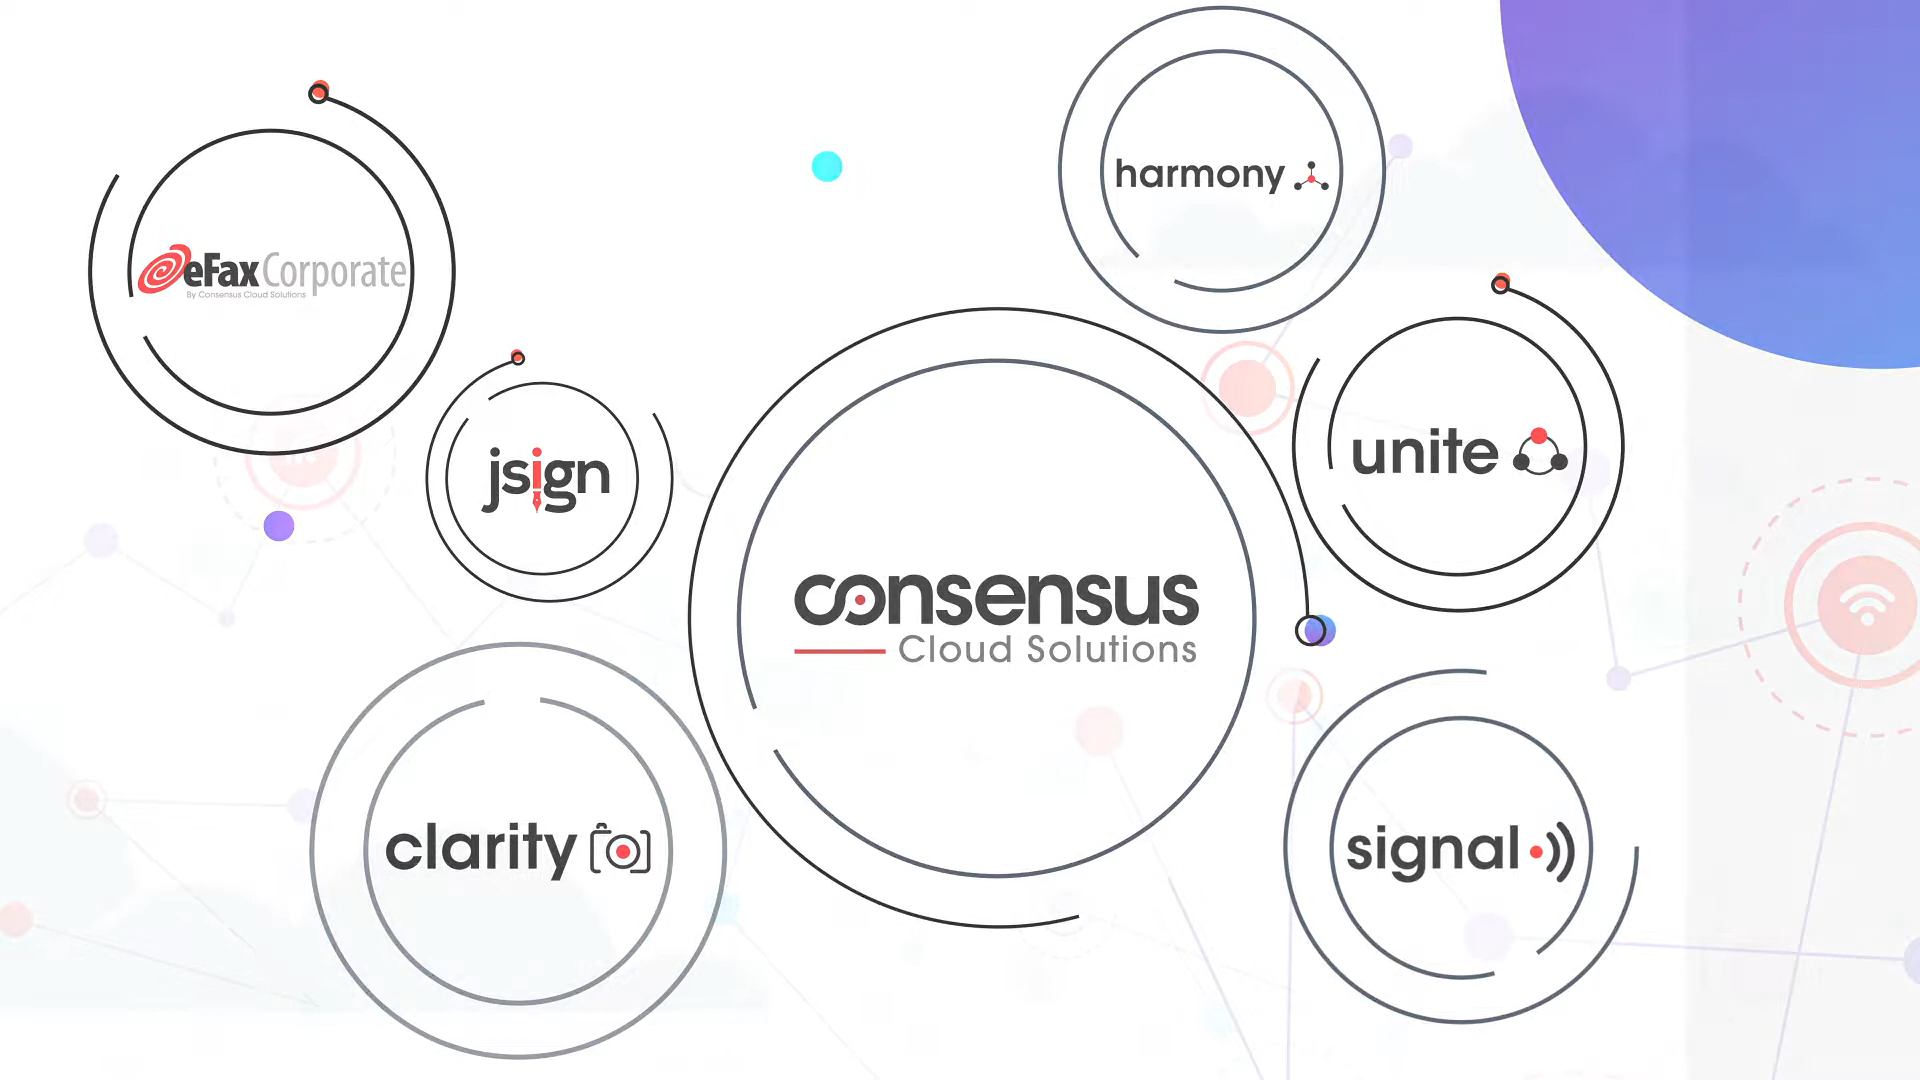 harmony
eFax Corporate
By Consensus Cloud Solutions
unite
jsign
consensus
Cloud Solutions
clarity
signal